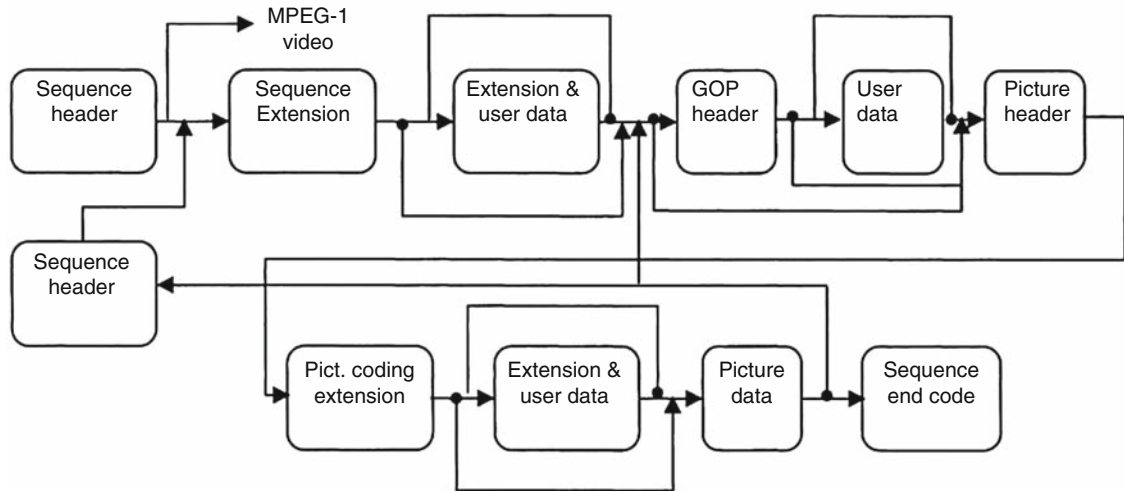 MPEG-1
video
Sequence
header
Sequence
Extension
Extension &
user data
GOP
header
User
data
Picture
header
Sequence
header
Pict. coding
extension
Extension &
user data
Picture
data
Sequence
end code